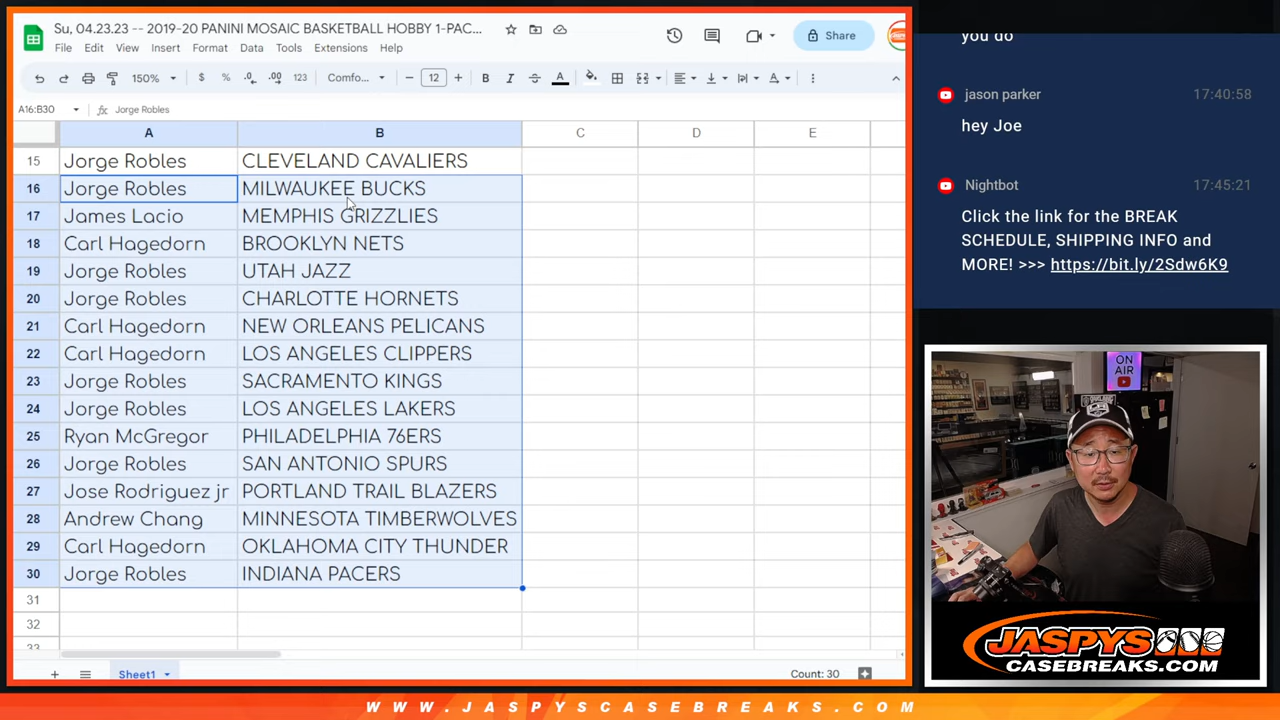 Su, 04.23.23 -- 2019-20 PANINI MOSAIC BASKETBALL HOBBY 1-PAC...
File Edit View Insert Format Data Tools Extensions Help
Share
150% $ % .0 .00 123 Comfo... 12 B I A
A16:B30 fx Jorge Robles
A B C D E
15 Jorge Robles CLEVELAND CAVALIERS
16 Jorge Robles MILWAUKEE BUCKS
17 James Lacio MEMPHIS GRIZZLIES
18 Carl Hagedorn BROOKLYN NETS
19 Jorge Robles UTAH JAZZ
20 Jorge Robles CHARLOTTE HORNETS
21 Carl Hagedorn NEW ORLEANS PELICANS
22 Carl Hagedorn LOS ANGELES CLIPPERS
23 Jorge Robles SACRAMENTO KINGS
24 Jorge Robles LOS ANGELES LAKERS
25 Ryan McGregor PHILADELPHIA 76ERS
26 Jorge Robles SAN ANTONIO SPURS
27 Jose Rodriguez jr PORTLAND TRAIL BLAZERS
28 Andrew Chang MINNESOTA TIMBERWOLVES
29 Carl Hagedorn OKLAHOMA CITY THUNDER
30 Jorge Robles INDIANA PACERS
31
32
33
Sheet1 Count: 30
you do
jason parker 17:40:58
hey Joe
Nightbot 17:45:21
Click the link for the BREAK
SCHEDULE, SHIPPING INFO and
MORE! >>> https://bit.ly/2Sdw6K9
ON
AIR
JASPYS
CASEBREAKS.COM
WWW.JASPYSCASEBREAKS.COM